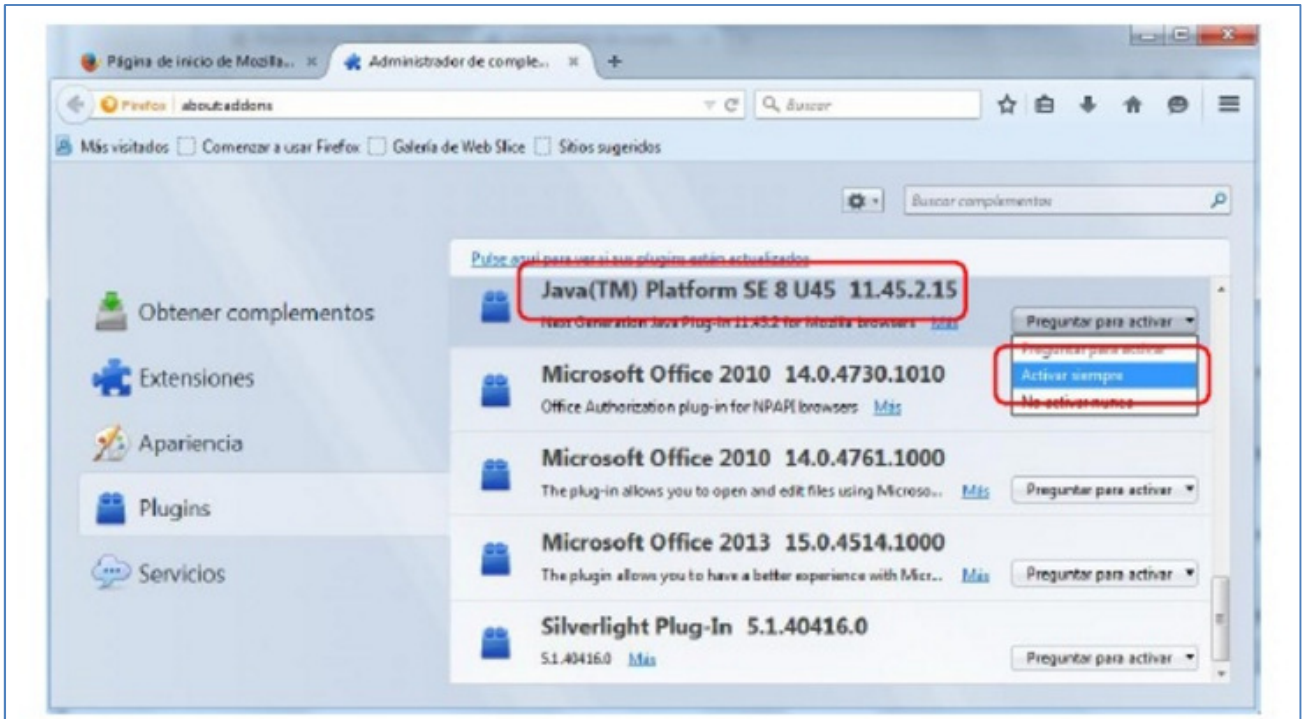 Página de inicio de Mozilla...
Administrador de comple...
Firefox
about:addons
Buscar
Más visitados
Comenzar a usar Firefox
Galería de Web Slice
Sitios sugeridos
Buscar complementos
Pulse aquí para ver si sus plugins están actualizados
Obtener complementos
Extensiones
Apariencia
Plugins
Servicios
Java(TM) Platform SE 8 U45 11.45.2.15
Next Generation Java Plug-in 11.45.2 for Mozilla browsers Más
Preguntar para activar
Preguntar para activar
Activar siempre
No activar nunca
Microsoft Office 2010 14.0.4730.1010
Office Authorization plug-in for NPAPI browsers Más
Microsoft Office 2010 14.0.4761.1000
The plug-in allows you to open and edit files using Microso... Más
Preguntar para activar
Microsoft Office 2013 15.0.4514.1000
The plugin allows you to have a better experience with Micr... Más
Preguntar para activar
Silverlight Plug-In 5.1.40416.0
5.1.40416.0 Más
Preguntar para activar